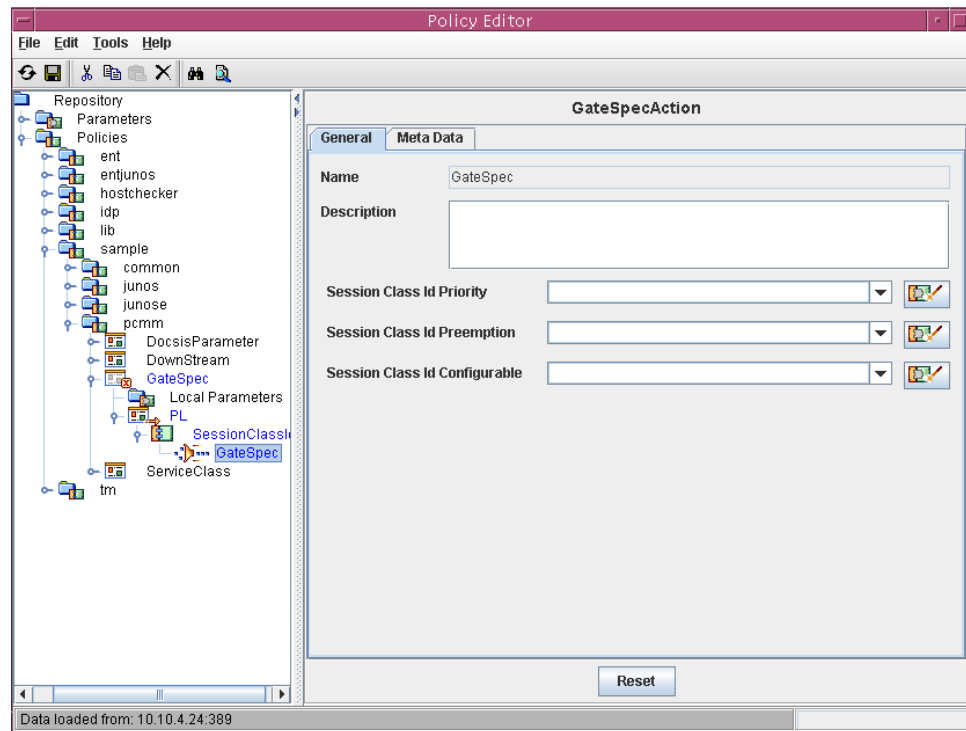 Policy Editor
File Edit Tools Help
Repository
Parameters
Policies
ent
entjunos
hostchecker
idp
lib
sample
common
junos
junose
pcmm
DocsisParameter
DownStream
GateSpec
Local Parameters
PL
SessionClassI
GateSpec
ServiceClass
tm
GateSpecAction
General Meta Data
Name GateSpec
Description
Session Class Id Priority
Session Class Id Preemption
Session Class Id Configurable
Reset
Data loaded from: 10.10.4.24:389